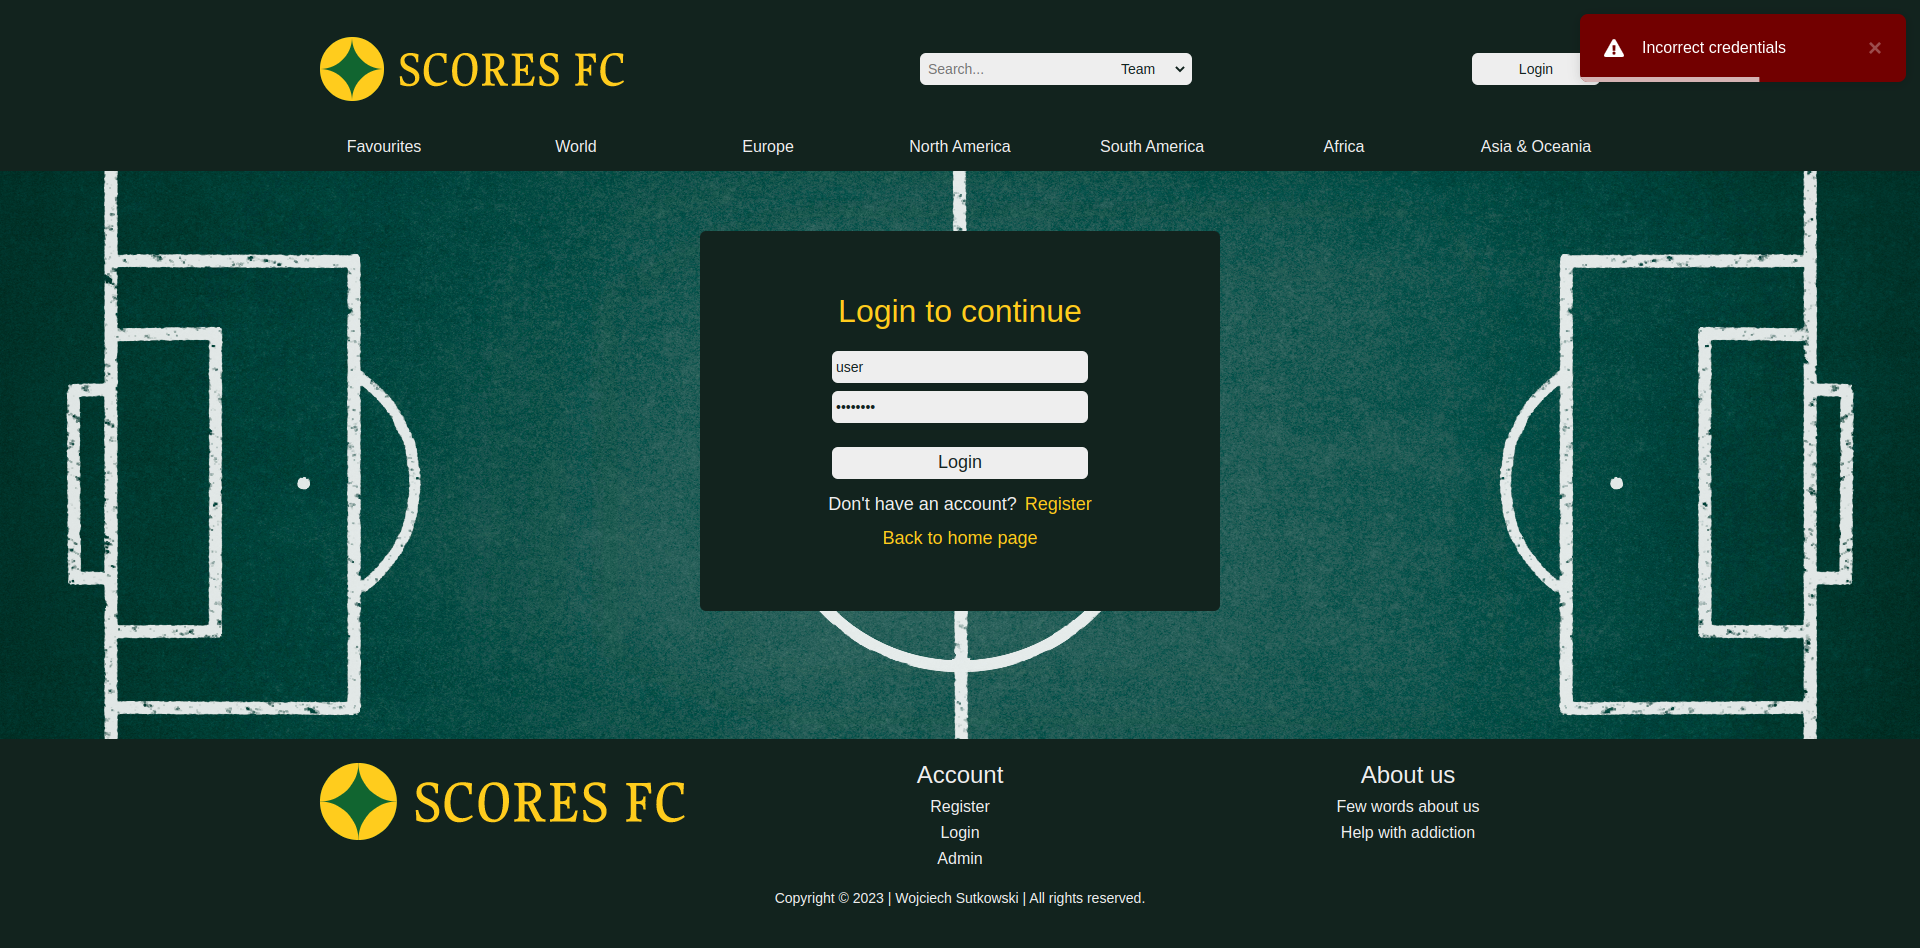 SCORES FC
Search...
Team
Login
Incorrect credentials
Favourites
World
Europe
North America
South America
Africa
Asia & Oceania
Login to continue
user
••••••••
Login
Don't have an account? Register
Back to home page
SCORES FC
Account
Register
Login
Admin
About us
Few words about us
Help with addiction
Copyright © 2023 | Wojciech Sutkowski | All rights reserved.